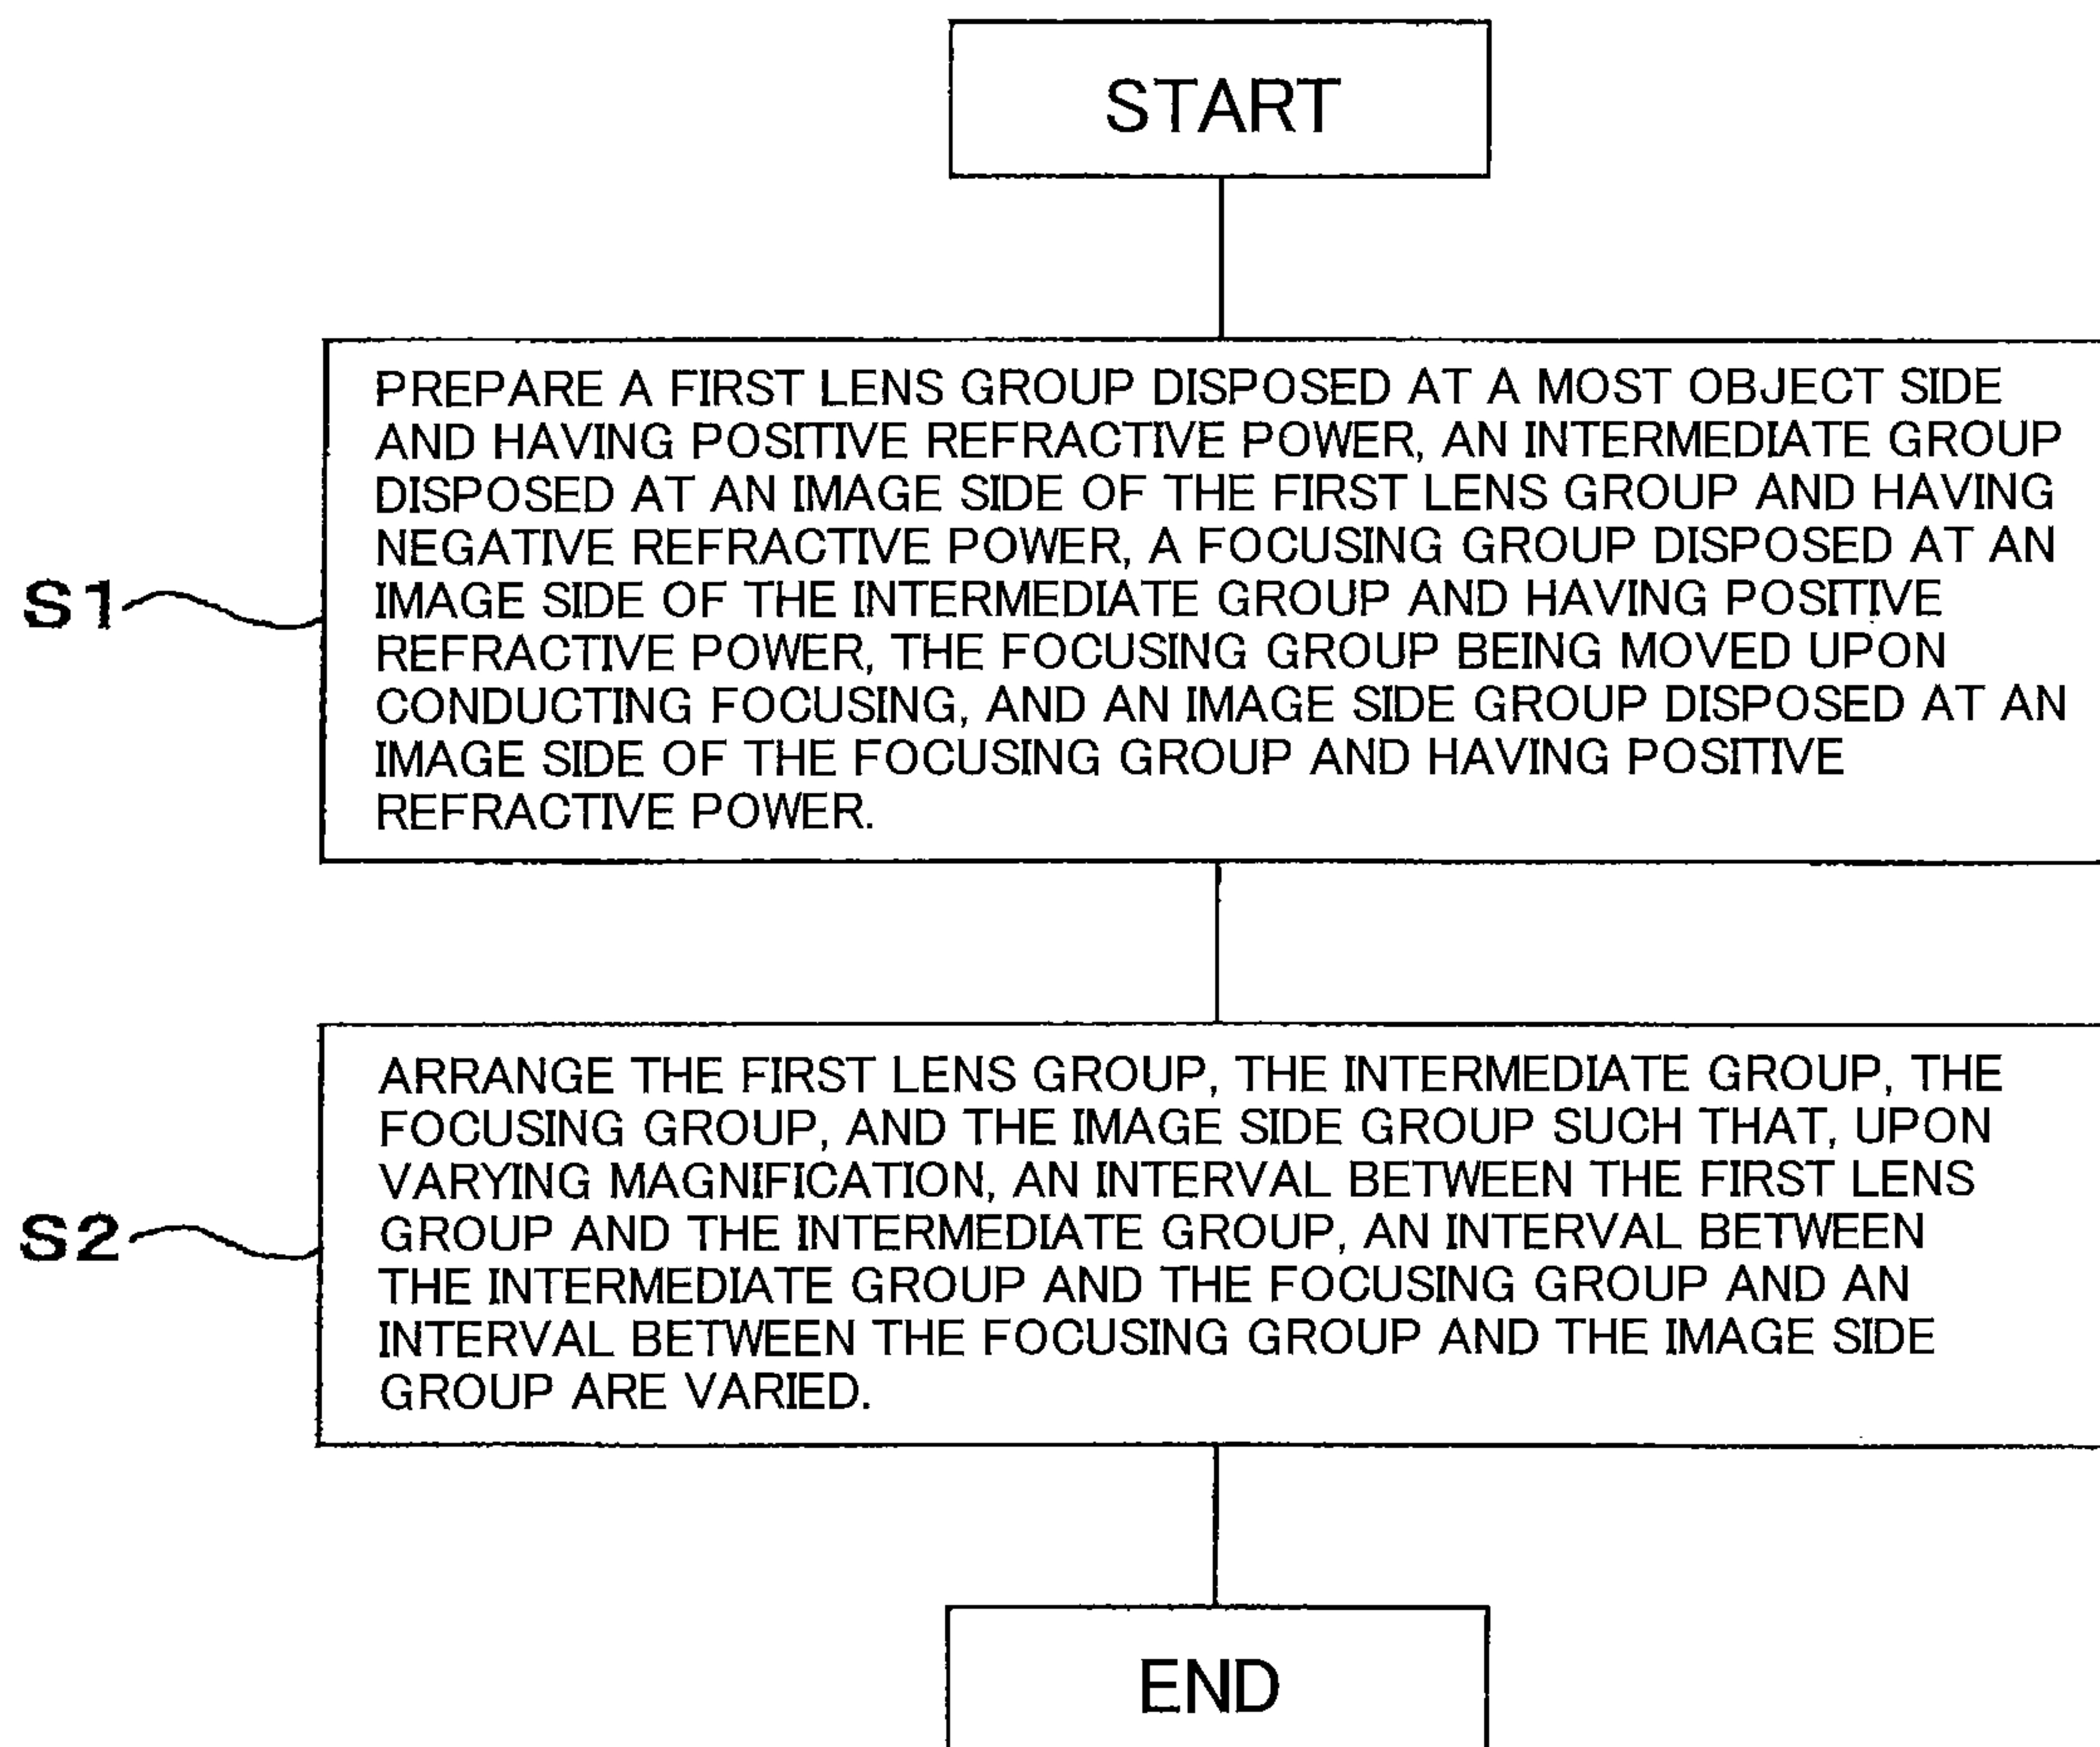 START
PREPARE A FIRST LENS GROUP DISPOSED AT A MOST OBJECT SIDE
AND HAVING POSITIVE REFRACTIVE POWER, AN INTERMEDIATE GROUP
DISPOSED AT AN IMAGE SIDE OF THE FIRST LENS GROUP AND HAVING
NEGATIVE REFRACTIVE POWER, A FOCUSING GROUP DISPOSED AT AN
IMAGE SIDE OF THE INTERMEDIATE GROUP AND HAVING POSITIVE
REFRACTIVE POWER, THE FOCUSING GROUP BEING MOVED UPON
CONDUCTING FOCUSING, AND AN IMAGE SIDE GROUP DISPOSED AT AN
IMAGE SIDE OF THE FOCUSING GROUP AND HAVING POSITIVE
REFRACTIVE POWER.
S1
ARRANGE THE FIRST LENS GROUP, THE INTERMEDIATE GROUP, THE
FOCUSING GROUP, AND THE IMAGE SIDE GROUP SUCH THAT, UPON
VARYING MAGNIFICATION, AN INTERVAL BETWEEN THE FIRST LENS
GROUP AND THE INTERMEDIATE GROUP, AN INTERVAL BETWEEN
THE INTERMEDIATE GROUP AND THE FOCUSING GROUP AND AN
INTERVAL BETWEEN THE FOCUSING GROUP AND THE IMAGE SIDE
GROUP ARE VARIED.
S2
END